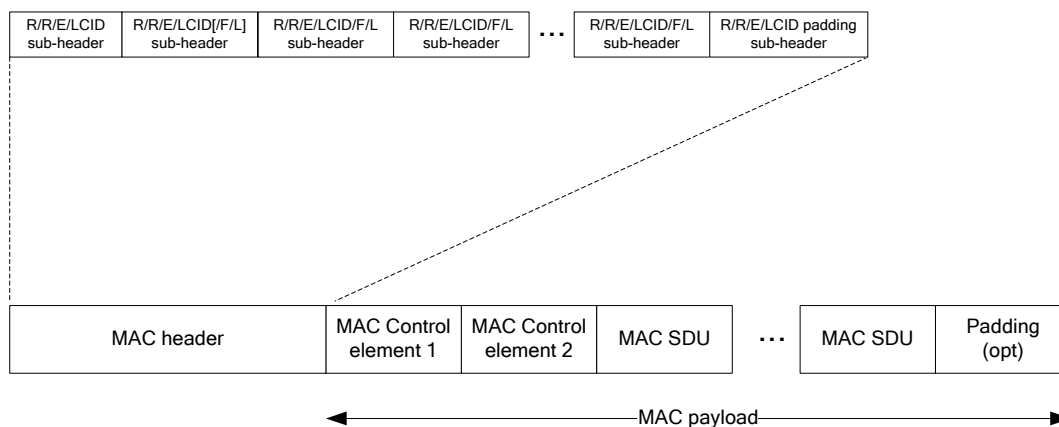 R/R/E/LCID
sub-header
R/R/E/LCID[/F/L]
sub-header
R/R/E/LCID/F/L
sub-header
R/R/E/LCID/F/L
sub-header
...
R/R/E/LCID/F/L
sub-header
R/R/E/LCID padding
sub-header
MAC header
MAC Control
element 1
MAC Control
element 2
MAC SDU
...
MAC SDU
Padding
(opt)
MAC payload